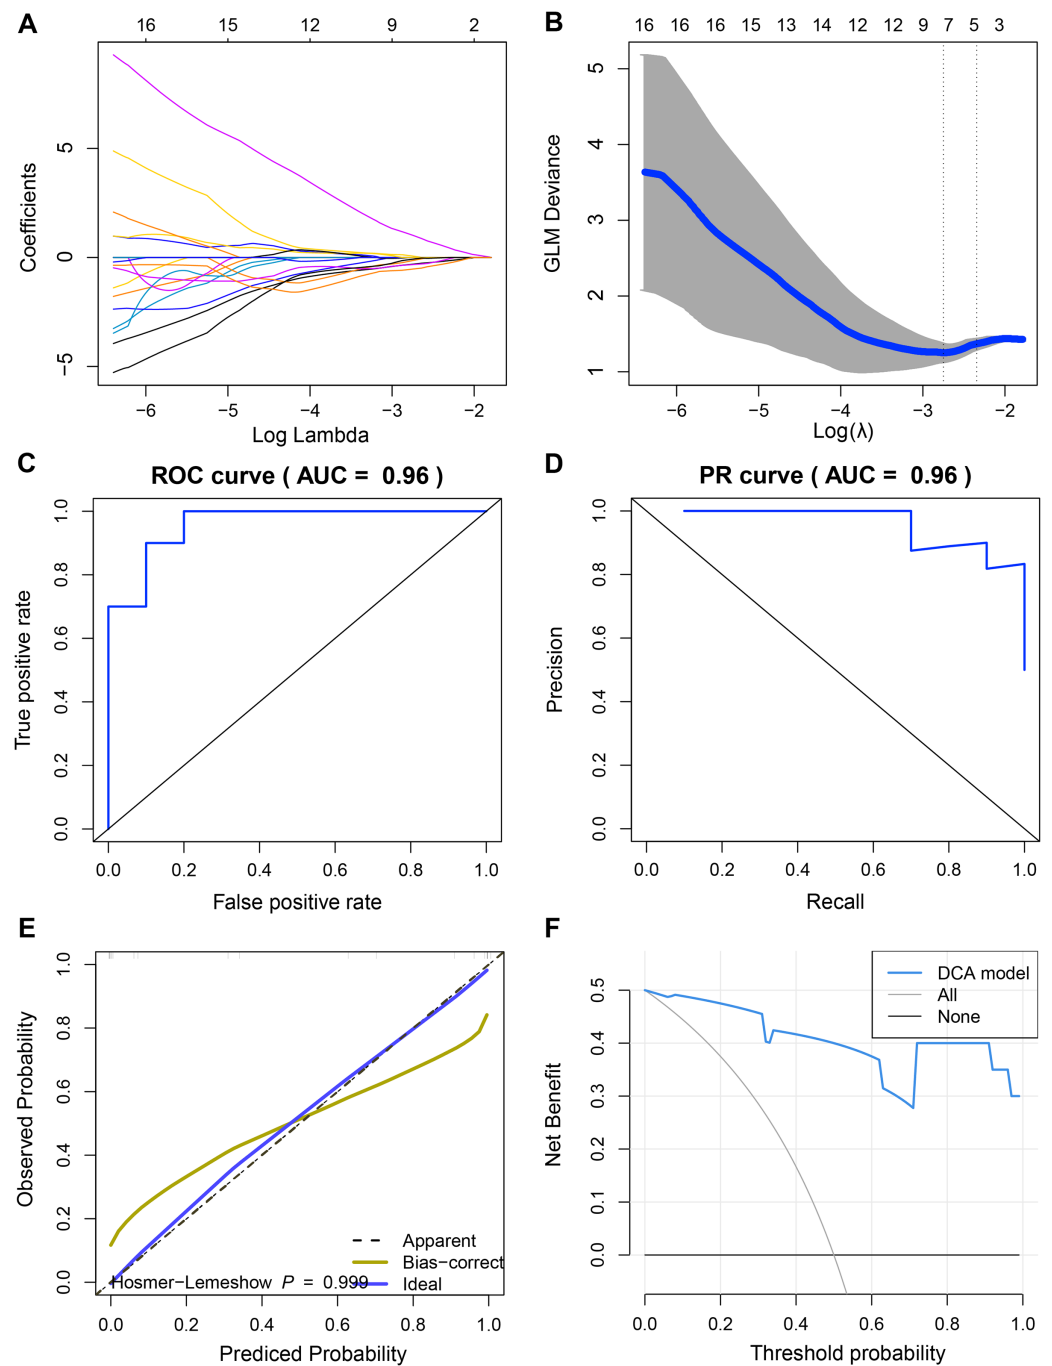 A
16 15 12 9 2
Coefficients
5
0
−5
−6 −5 −4 −3 −2
Log Lambda
B
16 16 16 15 13 14 12 12 9 7 5 3
GLM Deviance
5
4
3
2
1
−6 −5 −4 −3 −2
Log(λ)
C
ROC curve ( AUC = 0.96 )
True positive rate
1.0
0.8
0.6
0.4
0.2
0.0
0.0 0.2 0.4 0.6 0.8 1.0
False positive rate
D
PR curve ( AUC = 0.96 )
Precision
1.0
0.8
0.6
0.4
0.2
0.0
0.0 0.2 0.4 0.6 0.8 1.0
Recall
E
Observed Probability
1.0
0.8
0.6
0.4
0.2
0.0
Apparent
Bias−correct
Ideal
Hosmer−Lemeshow P = 0.999
0.0 0.2 0.4 0.6 0.8 1.0
Prediced Probability
F
Net Benefit
0.5
0.4
0.3
0.2
0.1
0.0
DCA model
All
None
0.0 0.2 0.4 0.6 0.8 1.0
Threshold probability